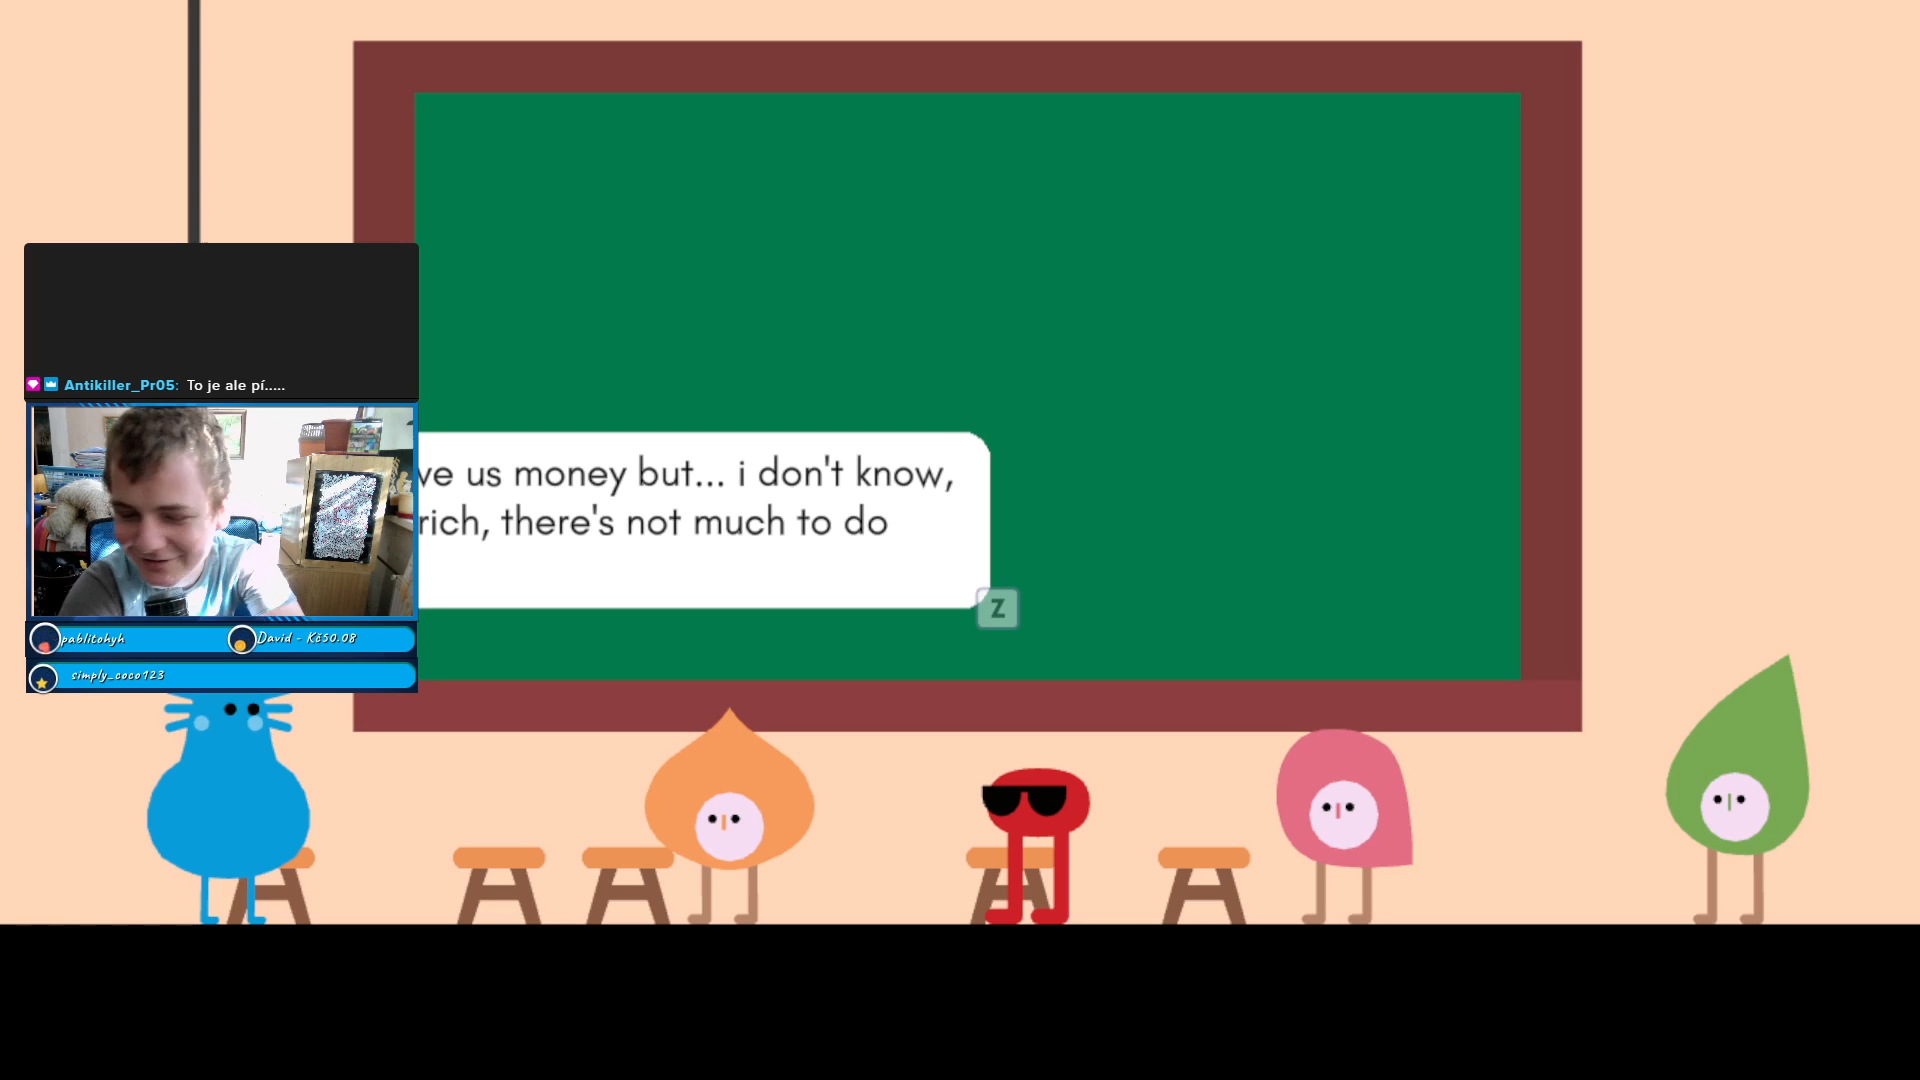 Antikiller_Pr05: To je ale pí.....
ve us money but... i don't know,
rich, there's not much to do
Z
pablitohyh
David - Kč50.08
simply_coco123